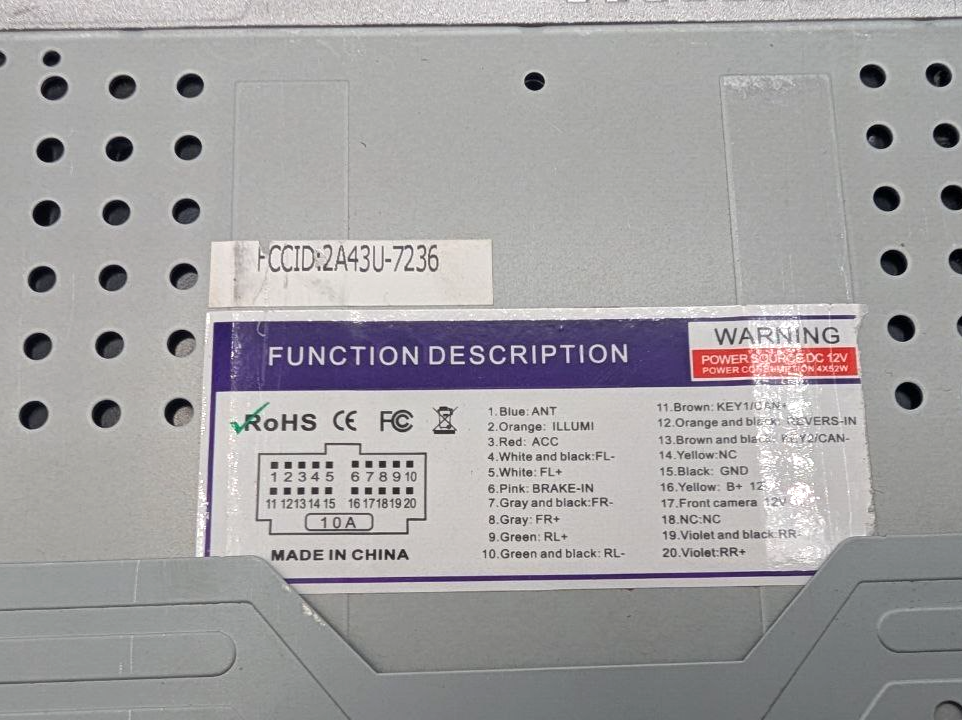 FCCID:2A43U-7236
FUNCTION DESCRIPTION
WARNING
POWER SOURCE:DC 12V
POWER CONSUMETION 4X52W
RoHS CE FC
1 2 3 4 5 6 7 8 9 10
11 12 13 14 15 16 17 18 19 20
10A
MADE IN CHINA
1.Blue: ANT
2.Orange: ILLUMI
3.Red: ACC
4.White and black:FL-
5.White: FL+
6.Pink: BRAKE-IN
7.Gray and black:FR-
8.Gray: FR+
9.Green: RL+
10.Green and black: RL-
11.Brown: KEY1/CAN+
12.Orange and black: REVERS-IN
13.Brown and black: KEY2/CAN-
14.Yellow:NC
15.Black: GND
16.Yellow: B+ 12
17.Front camera 12V
18.NC:NC
19.Violet and black:RR-
20.Violet:RR+